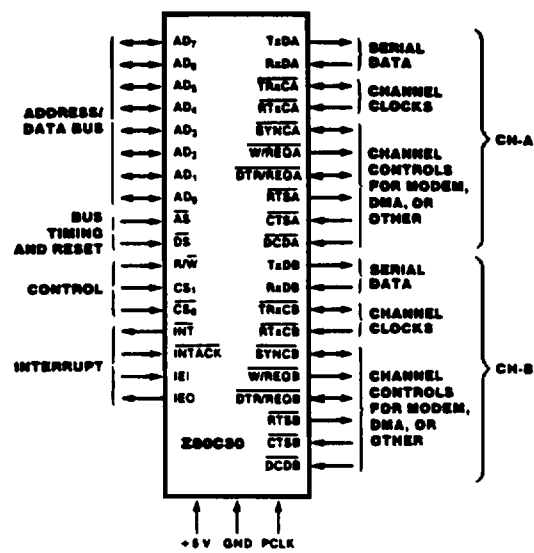 AD7
AD6
AD5
AD4
AD3
AD2
AD1
AD0
AS
DS
R/W
CS1
CS0
INT
INTACK
IEI
IEO
ADDRESS/
DATA BUS
BUS
TIMING
AND RESET
CONTROL
INTERRUPT
TxDA
RxDA
TRxCA
RTxCA
SYNCA
W/REQA
DTR/REQA
RTSA
CTSA
DCDA
TxDB
RxDB
TRxCB
RTxCB
SYNCB
W/REQB
DTR/REQB
RTSB
CTSB
DCDB
SERIAL
DATA
CHANNEL
CLOCKS
CHANNEL
CONTROLS
FOR MODEM,
DMA, OR
OTHER
CH-A
SERIAL
DATA
CHANNEL
CLOCKS
CHANNEL
CONTROLS
FOR MODEM,
DMA, OR
OTHER
CH-B
Z80C30
+5 V GND PCLK